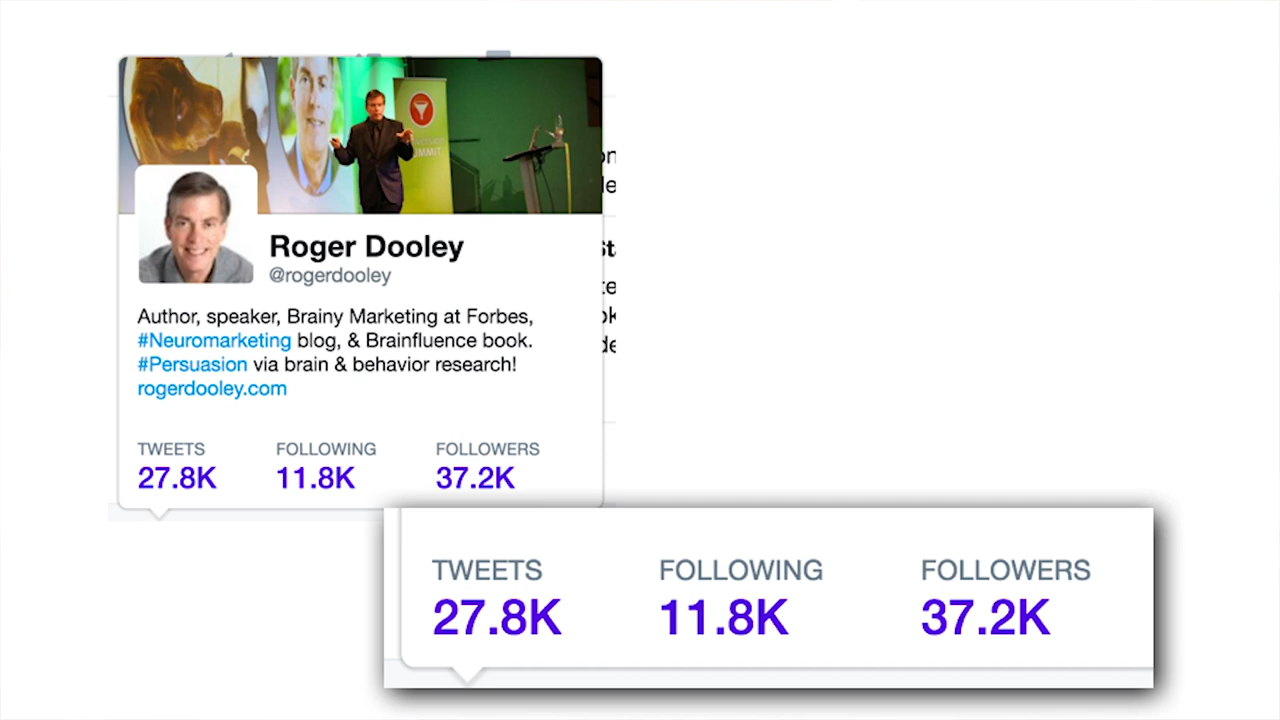 SUMMIT
Roger Dooley
@rogerdooley
Author, speaker, Brainy Marketing at Forbes,
#Neuromarketing blog, & Brainfluence book.
#Persuasion via brain & behavior research!
rogerdooley.com
TWEETS FOLLOWING FOLLOWERS
27.8K 11.8K 37.2K
TWEETS FOLLOWING FOLLOWERS
27.8K 11.8K 37.2K